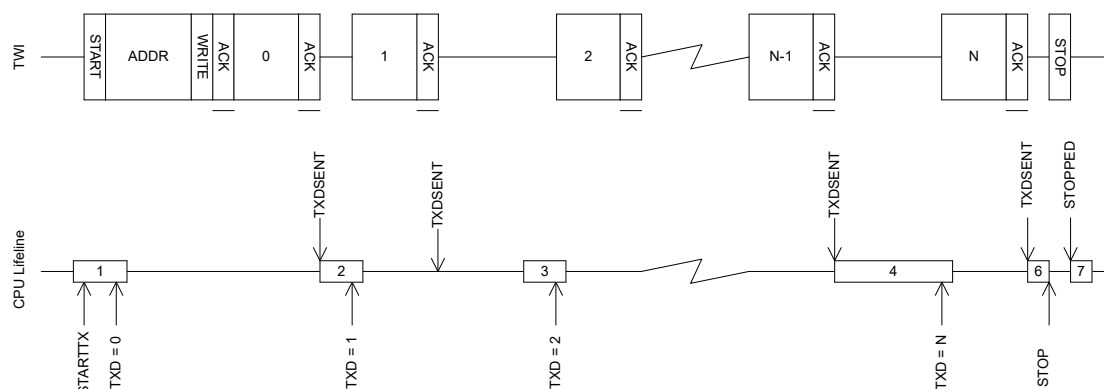 TWI
START
ADDR
WRITE
ACK
0
ACK
1
ACK
2
ACK
N-1
ACK
N
ACK
STOP
CPU Lifeline
TXDSENT
TXDSENT
TXDSENT
TXDSENT
STOPPED
1
2
3
4
6
7
STARTTX
TXD = 0
TXD = 1
TXD = 2
TXD = N
STOP